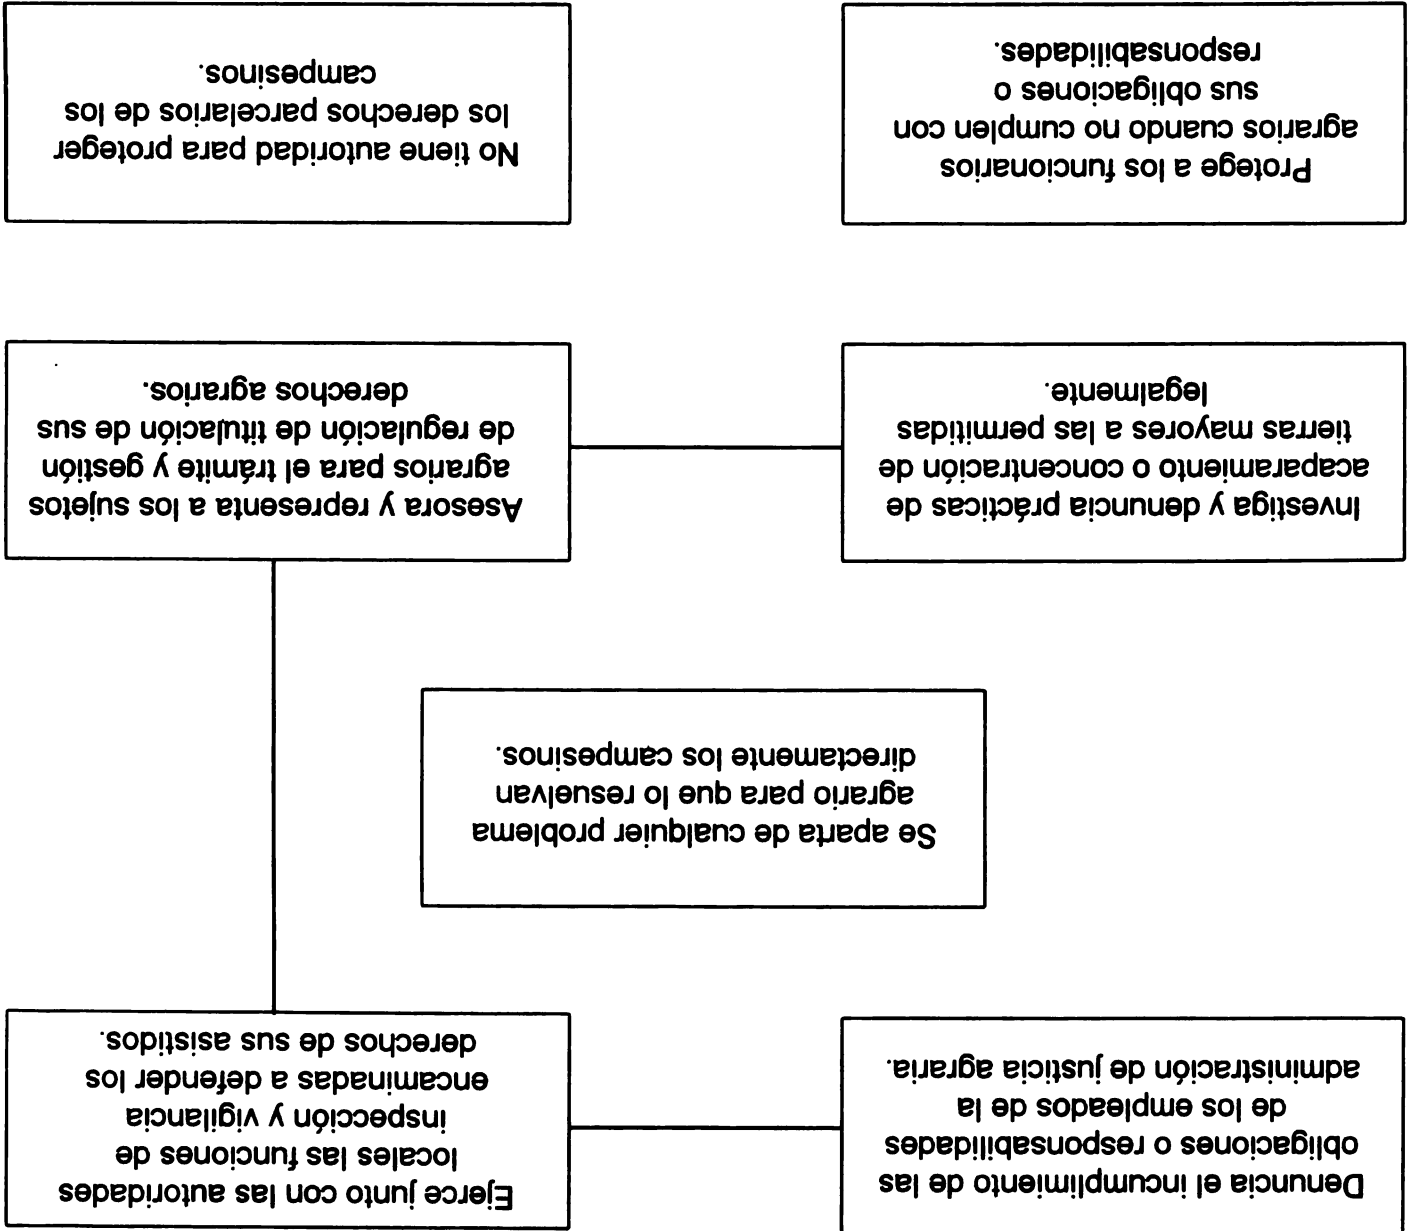 Denuncia el incumplimiento de las
obligaciones o responsabilidades
de los empleados de la
administración de justicia agraria.
Ejerce junto con las autoridades
locales las funciones de
inspección y vigilancia
encaminadas a defender los
derechos de sus asistidos.
Se aparta de cualquier problema
agrario para que lo resuelvan
directamente los campesinos.
Investiga y denuncia prácticas de
acaparamiento o concentración de
tierras mayores a las permitidas
legalmente.
Asesora y representa a los sujetos
agrarios para el trámite y gestión
de regulación de titulación de sus
derechos agrarios.
Protege a los funcionarios
agrarios cuando no cumplen con
sus obligaciones o
responsabilidades.
No tiene autoridad para proteger
los derechos parcelarios de los
campesinos.